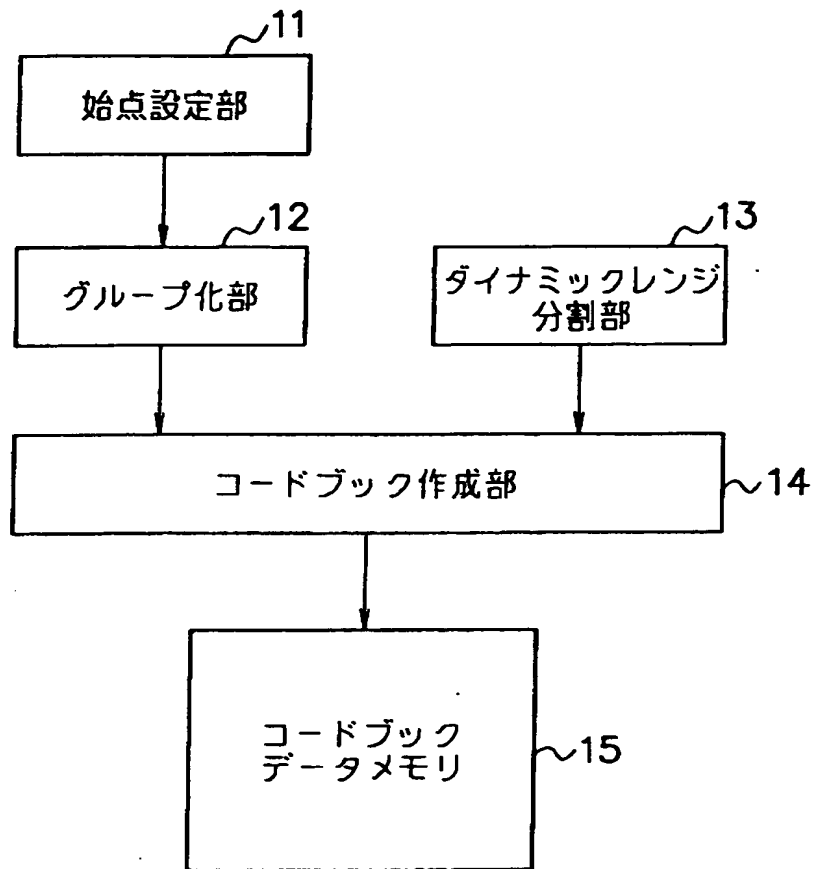 11
始点設定部
12
グループ化部
13
ダイナミックレンジ
分割部
コードブック作成部
14
コードブック
データメモリ
15